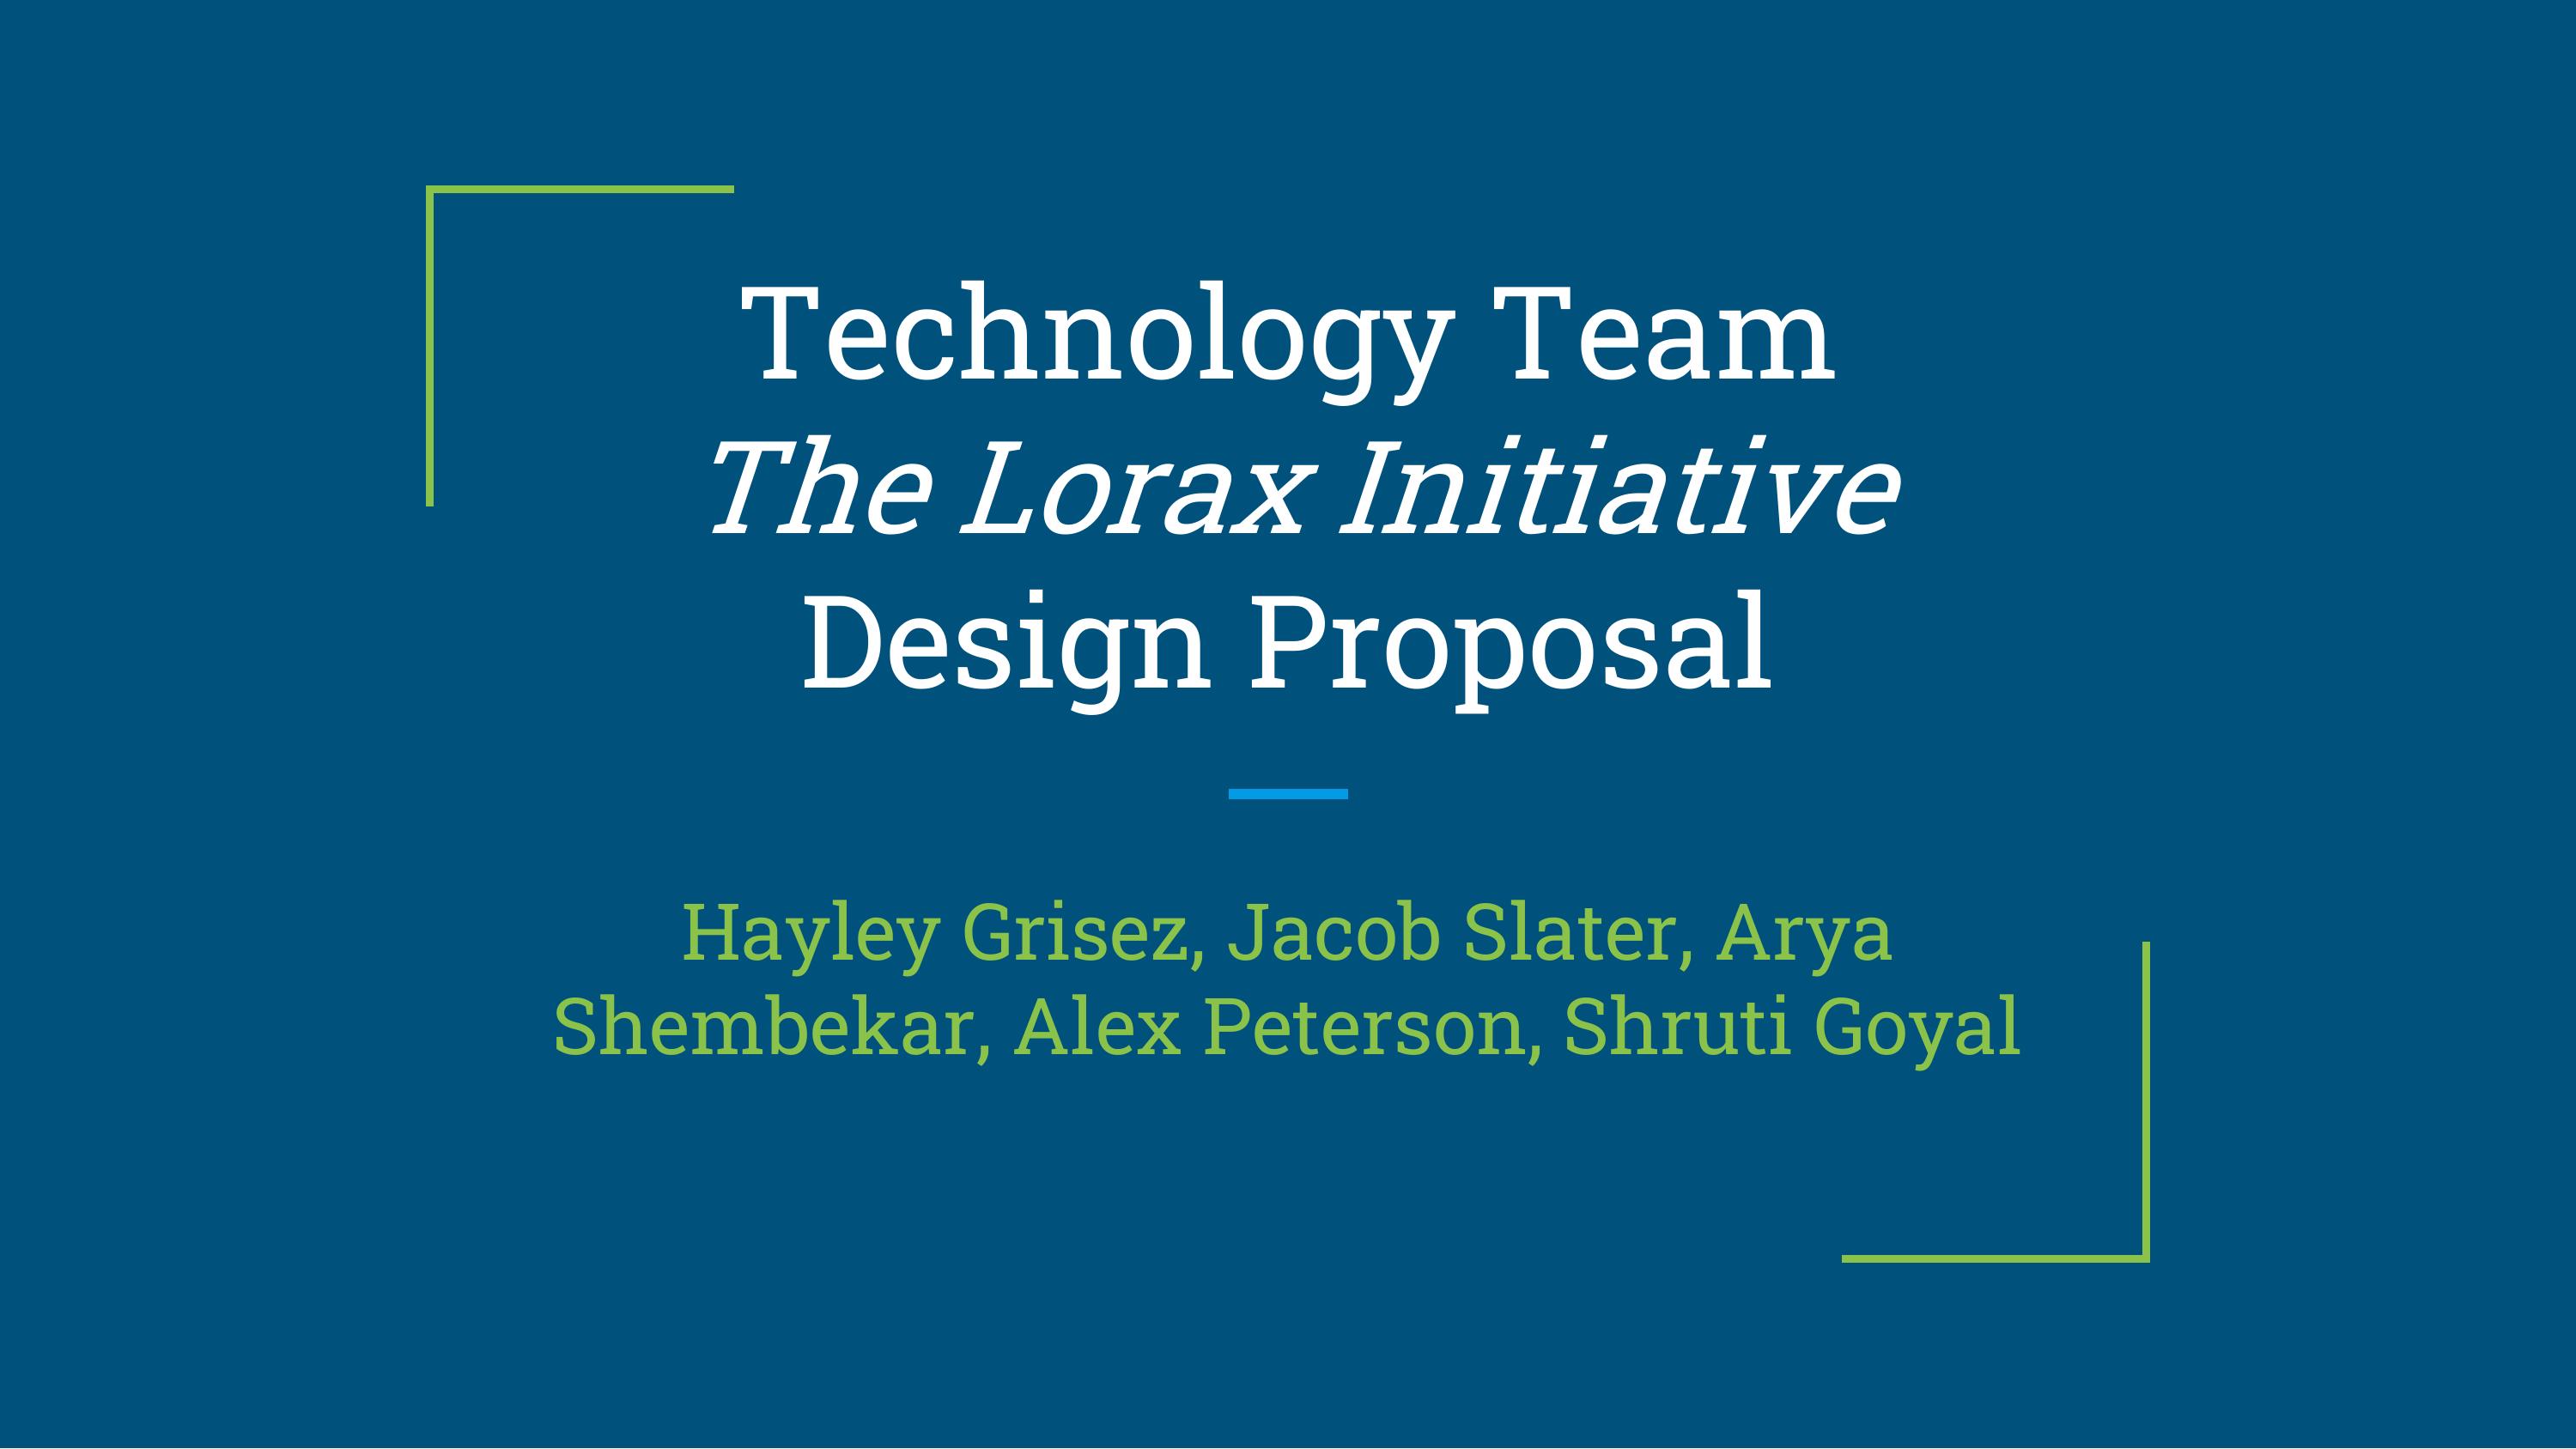 Technology Team
The Lorax Initiative
Design Proposal
Hayley Grisez, Jacob Slater, Arya
Shembekar, Alex Peterson, Shruti Goyal